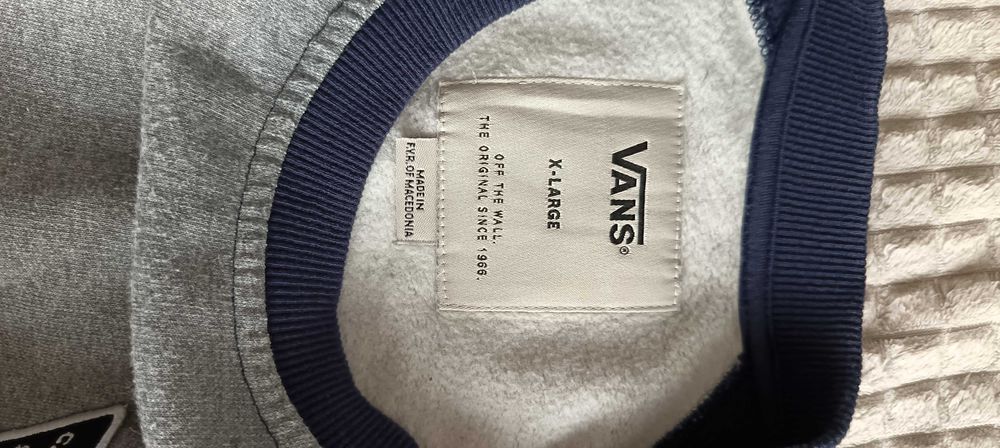 VANS®
X-LARGE
OFF THE WALL.
THE ORIGINAL SINCE 1966.
MADE IN
F.Y.R. OF MACEDONIA